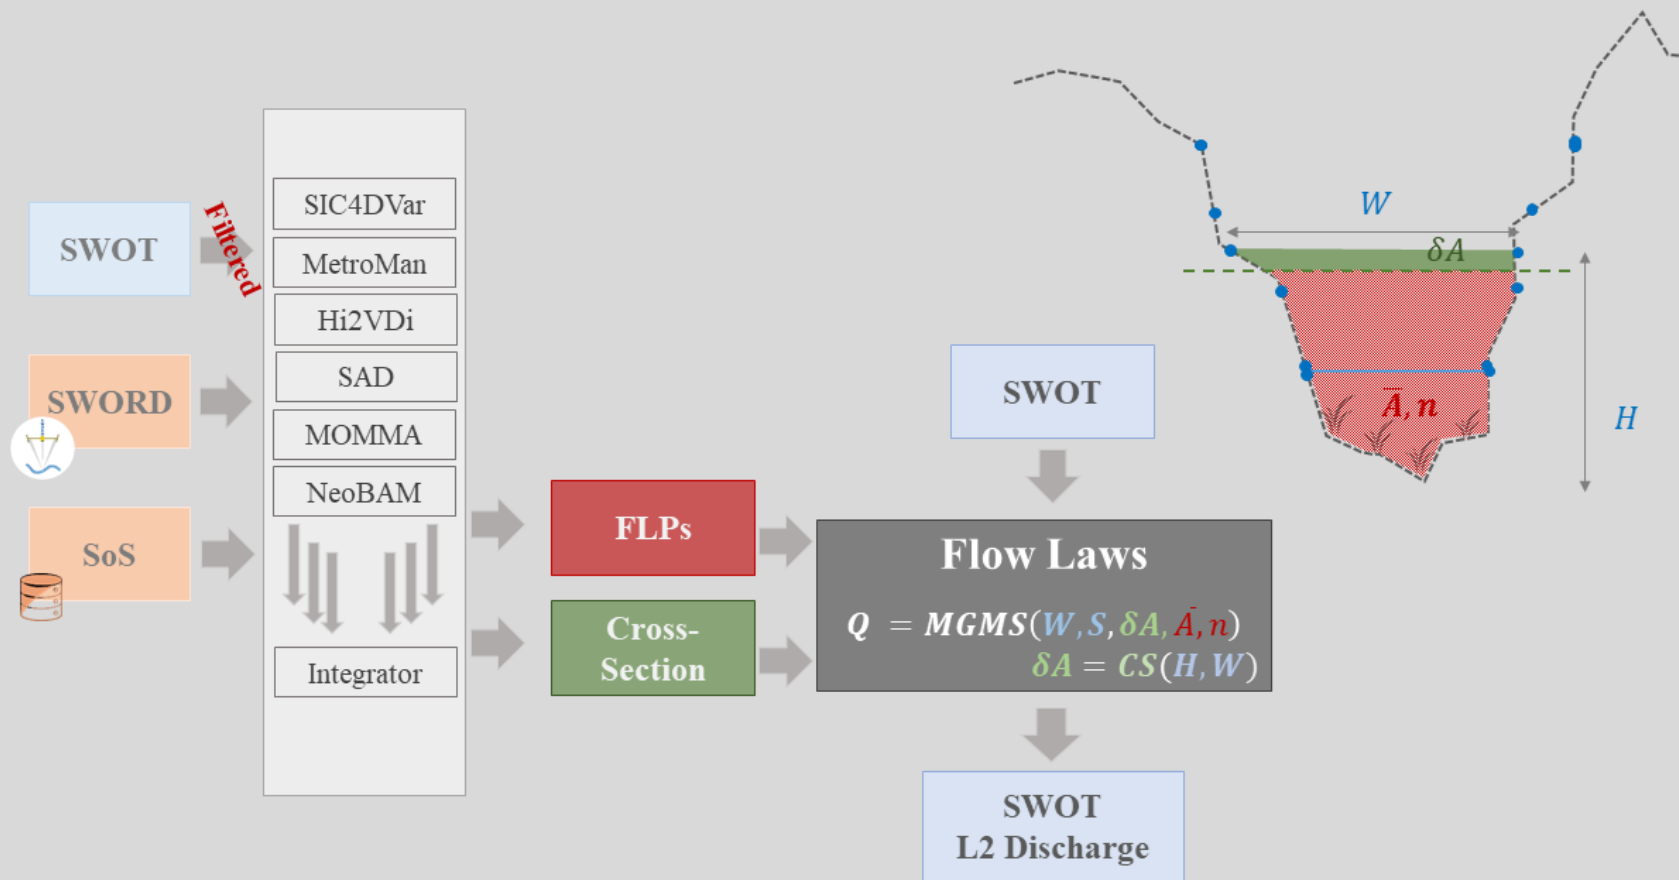 SWOT
Filtered
SWORD
SoS
SIC4DVar
MetroMan
Hi2VDi
SAD
MOMMA
NeoBAM
Integrator
FLPs
Cross-
Section
SWOT
Flow Laws
Q = MGMS(W,S,δA,Ā,n)
δA = CS(H,W)
SWOT
L2 Discharge
W
δA
Ā, n
H